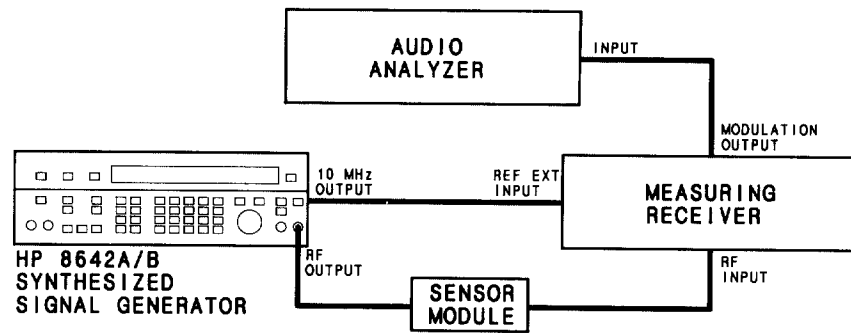 AUDIO
ANALYZER
INPUT
MODULATION
OUTPUT
10 MHz
OUTPUT
REF EXT
INPUT
MEASURING
RECEIVER
HP 8642A/B
SYNTHESIZED
SIGNAL GENERATOR
RF
OUTPUT
SENSOR
MODULE
RF
INPUT